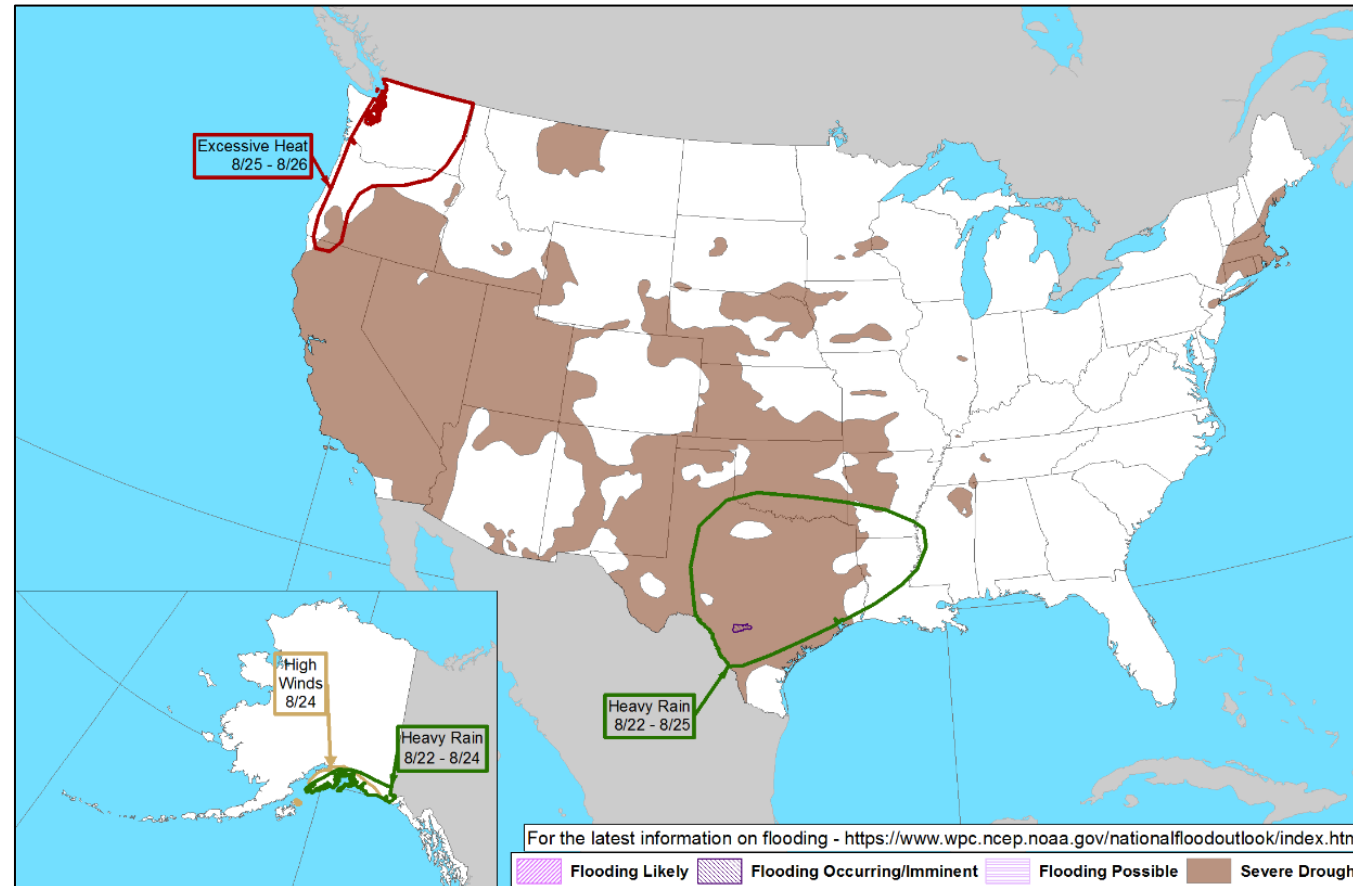 Excessive Heat
8/25 - 8/26
High
Winds
8/24
Heavy Rain
8/22 - 8/24
Heavy Rain
8/22 - 8/25
For the latest information on flooding - https://www.wpc.ncep.noaa.gov/nationalfloodoutlook/index.htm
Flooding Likely Flooding Occurring/Imminent Flooding Possible Severe Drough